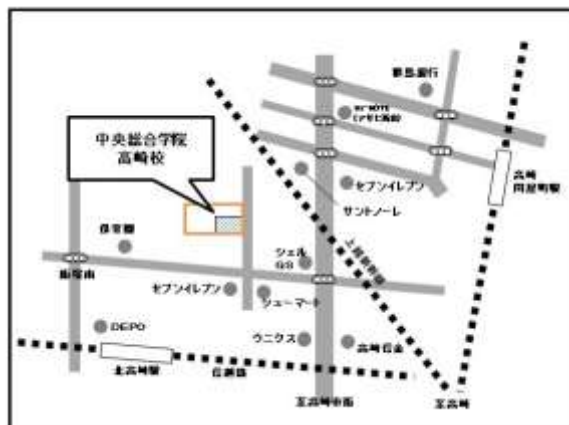 群馬銀行
中央総合学院
高崎校
セブンイレブン
サントノーレ
高崎
問屋町駅
保育園
上越新幹線
シェル
GS
飯塚南
セブンイレブン
シューマート
DEPO
ウニクス
高崎信金
北高崎駅
信越線
至高崎市街
至高崎